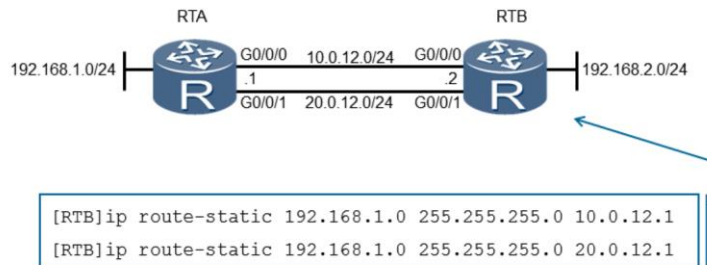 RTA
RTB
G0/0/0 10.0.12.0/24 G0/0/0
192.168.1.0/24
192.168.2.0/24
.1
.2
R
R
G0/0/1 20.0.12.0/24 G0/0/1
[RTB]ip route-static 192.168.1.0 255.255.255.0 10.0.12.1
[RTB]ip route-static 192.168.1.0 255.255.255.0 20.0.12.1